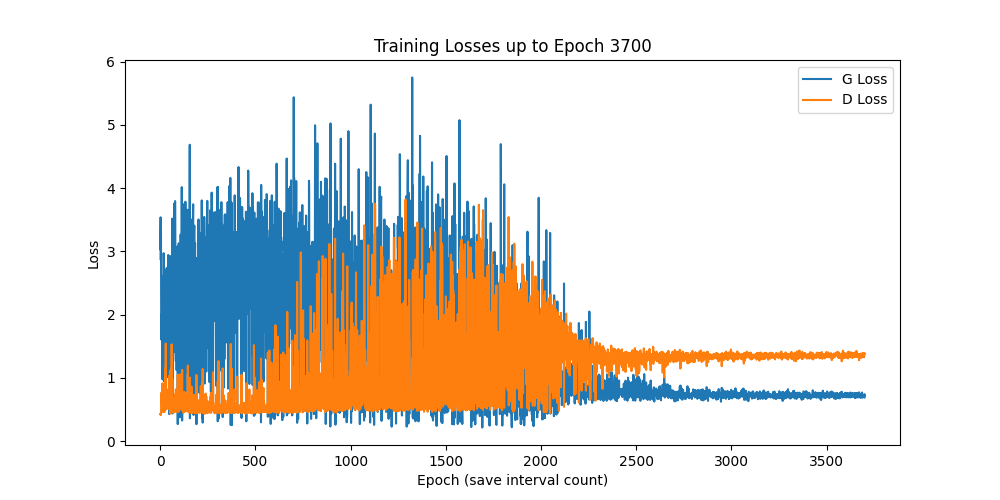 Training Losses up to Epoch 3700
G Loss
D Loss
Loss
6
5
4
3
2
1
0
0 500 1000 1500 2000 2500 3000 3500
Epoch (save interval count)